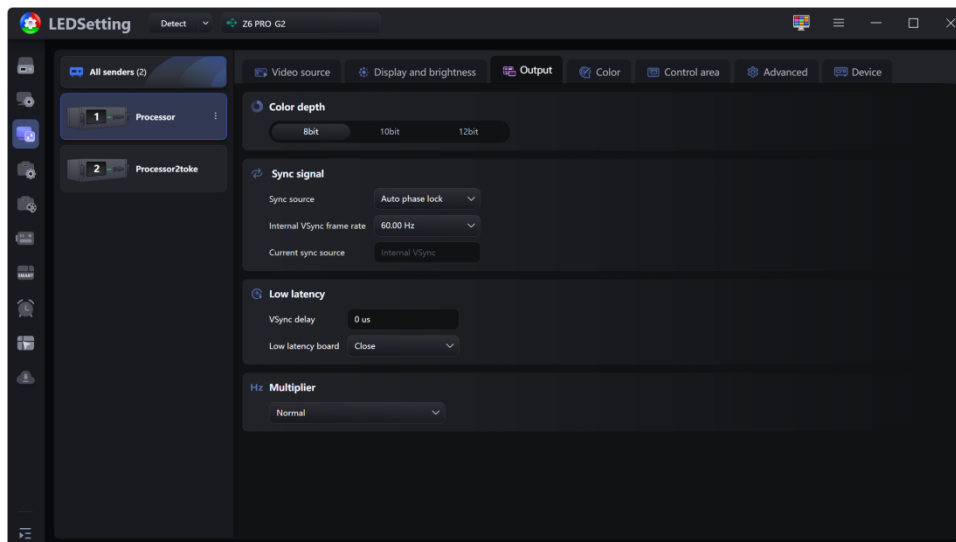 LEDSetting Detect Z6 PRO G2
All senders (2)
1 Processor
2 Processor2toke
SMART
Video source Display and brightness Output Color Control area Advanced Device
Color depth
8bit 10bit 12bit
Sync signal
Sync source Auto phase lock
Internal VSync frame rate 60.00 Hz
Current sync source Internal VSync
Low latency
VSync delay 0 us
Low latency board Close
Hz Multiplier
Normal